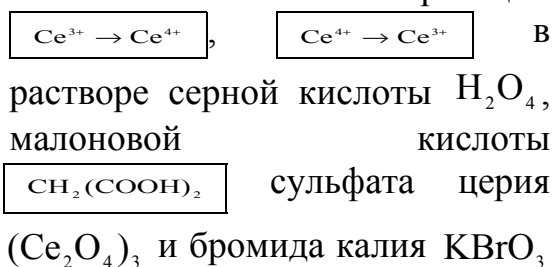 Ce³⁺ → Ce⁴⁺, Ce⁴⁺ → Ce³⁺ в
растворе серной кислоты H₂O₄,
малоновой кислоты
CH₂(COOH)₂ сульфата церия
(Ce₂O₄)₃ и бромида калия KBrO₃